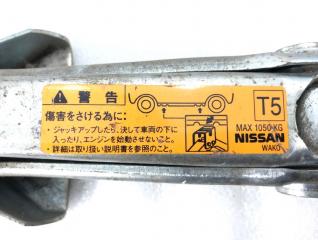 ⚠ 警告
傷害をさける為に:
・ジャッキアップしたら、決して車両の下に
入ったり、エンジンを始動させないこと。
・詳細は取り扱い説明書を参照のこと。
T5
MAX 1050 KG
NISSAN
WAKO